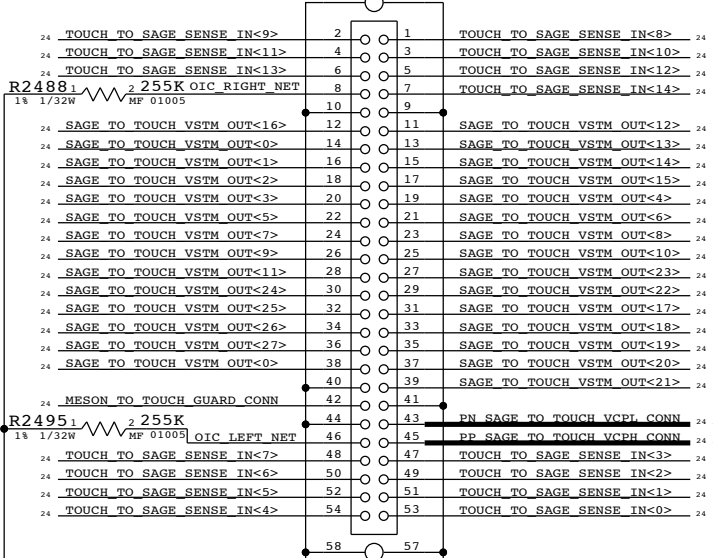 24 TOUCH_TO_SAGE_SENSE_IN<9> 2 1 TOUCH_TO_SAGE_SENSE_IN<8> 24
24 TOUCH_TO_SAGE_SENSE_IN<11> 4 3 TOUCH_TO_SAGE_SENSE_IN<10> 24
24 TOUCH_TO_SAGE_SENSE_IN<13> 6 5 TOUCH_TO_SAGE_SENSE_IN<12> 24
R2488 1 2 255K OIC_RIGHT_NET 8 7 TOUCH_TO_SAGE_SENSE_IN<14> 24
1% 1/32W MF 01005
10 9
24 SAGE_TO_TOUCH_VSTM_OUT<16> 12 11 SAGE_TO_TOUCH_VSTM_OUT<12> 24
24 SAGE_TO_TOUCH_VSTM_OUT<0> 14 13 SAGE_TO_TOUCH_VSTM_OUT<13> 24
24 SAGE_TO_TOUCH_VSTM_OUT<1> 16 15 SAGE_TO_TOUCH_VSTM_OUT<14> 24
24 SAGE_TO_TOUCH_VSTM_OUT<2> 18 17 SAGE_TO_TOUCH_VSTM_OUT<15> 24
24 SAGE_TO_TOUCH_VSTM_OUT<3> 20 19 SAGE_TO_TOUCH_VSTM_OUT<4> 24
24 SAGE_TO_TOUCH_VSTM_OUT<5> 22 21 SAGE_TO_TOUCH_VSTM_OUT<6> 24
24 SAGE_TO_TOUCH_VSTM_OUT<7> 24 23 SAGE_TO_TOUCH_VSTM_OUT<8> 24
24 SAGE_TO_TOUCH_VSTM_OUT<9> 26 25 SAGE_TO_TOUCH_VSTM_OUT<10> 24
24 SAGE_TO_TOUCH_VSTM_OUT<11> 28 27 SAGE_TO_TOUCH_VSTM_OUT<23> 24
24 SAGE_TO_TOUCH_VSTM_OUT<24> 30 29 SAGE_TO_TOUCH_VSTM_OUT<22> 24
24 SAGE_TO_TOUCH_VSTM_OUT<25> 32 31 SAGE_TO_TOUCH_VSTM_OUT<17> 24
24 SAGE_TO_TOUCH_VSTM_OUT<26> 34 33 SAGE_TO_TOUCH_VSTM_OUT<18> 24
24 SAGE_TO_TOUCH_VSTM_OUT<27> 36 35 SAGE_TO_TOUCH_VSTM_OUT<19> 24
24 SAGE_TO_TOUCH_VSTM_OUT<0> 38 37 SAGE_TO_TOUCH_VSTM_OUT<20> 24
40 39 SAGE_TO_TOUCH_VSTM_OUT<21> 24
24 MESON_TO_TOUCH_GUARD_CONN 42 41
R2495 1 2 255K 44 43 PN_SAGE_TO_TOUCH_VCPL_CONN 24
1% 1/32W MF 01005 OIC_LEFT_NET 46 45 PP_SAGE_TO_TOUCH_VCPH_CONN 24
24 TOUCH_TO_SAGE_SENSE_IN<7> 48 47 TOUCH_TO_SAGE_SENSE_IN<3> 24
24 TOUCH_TO_SAGE_SENSE_IN<6> 50 49 TOUCH_TO_SAGE_SENSE_IN<2> 24
24 TOUCH_TO_SAGE_SENSE_IN<5> 52 51 TOUCH_TO_SAGE_SENSE_IN<1> 24
24 TOUCH_TO_SAGE_SENSE_IN<4> 54 53 TOUCH_TO_SAGE_SENSE_IN<0> 24
58 57